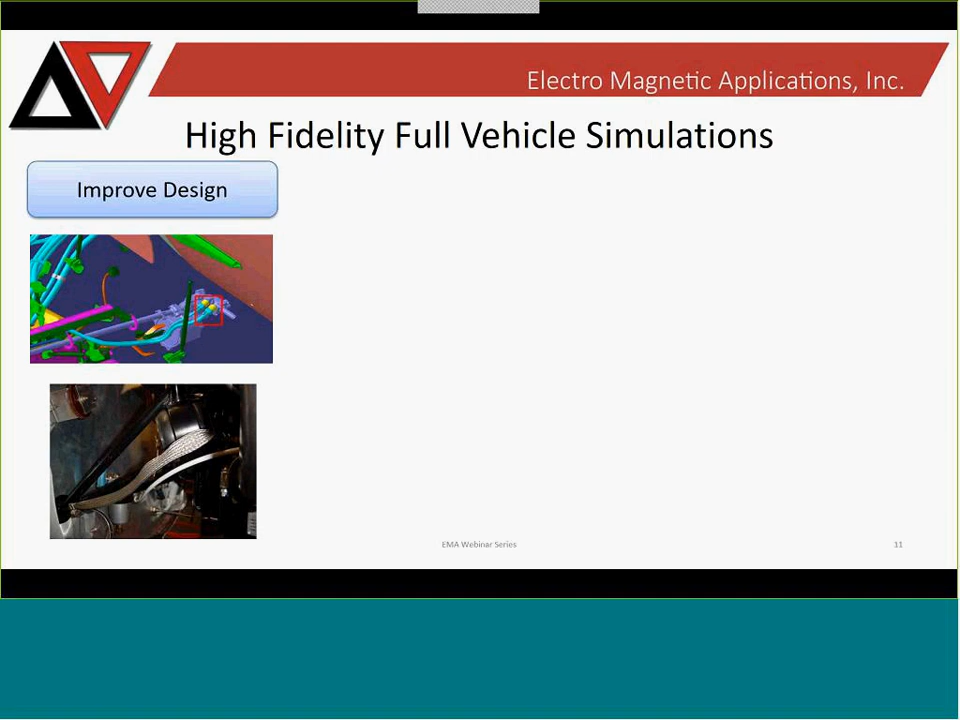 Electro Magnetic Applications, Inc.
High Fidelity Full Vehicle Simulations
Improve Design
EMA Webinar Series
11